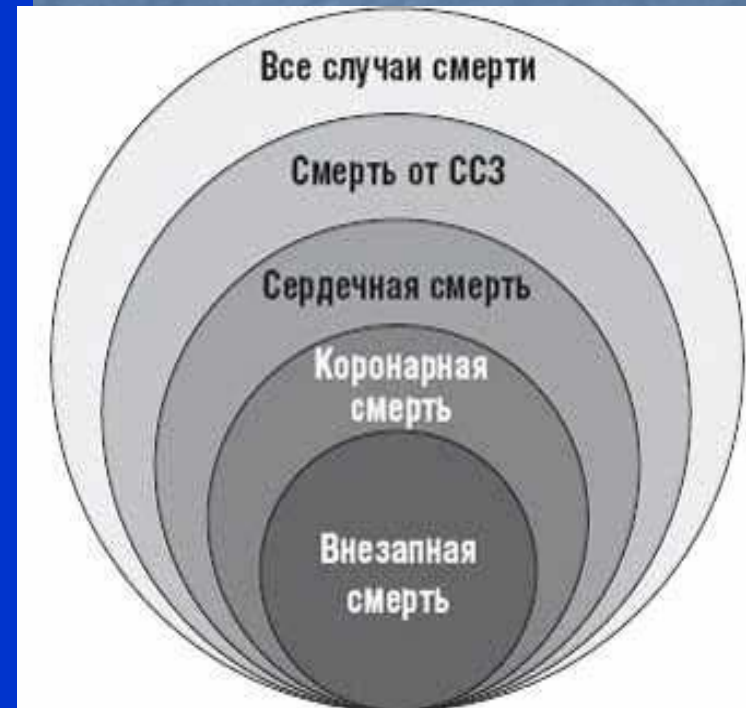 Все случаи смерти
Смерть от ССЗ
Сердечная смерть
Коронарная
смерть
Внезапная
смерть